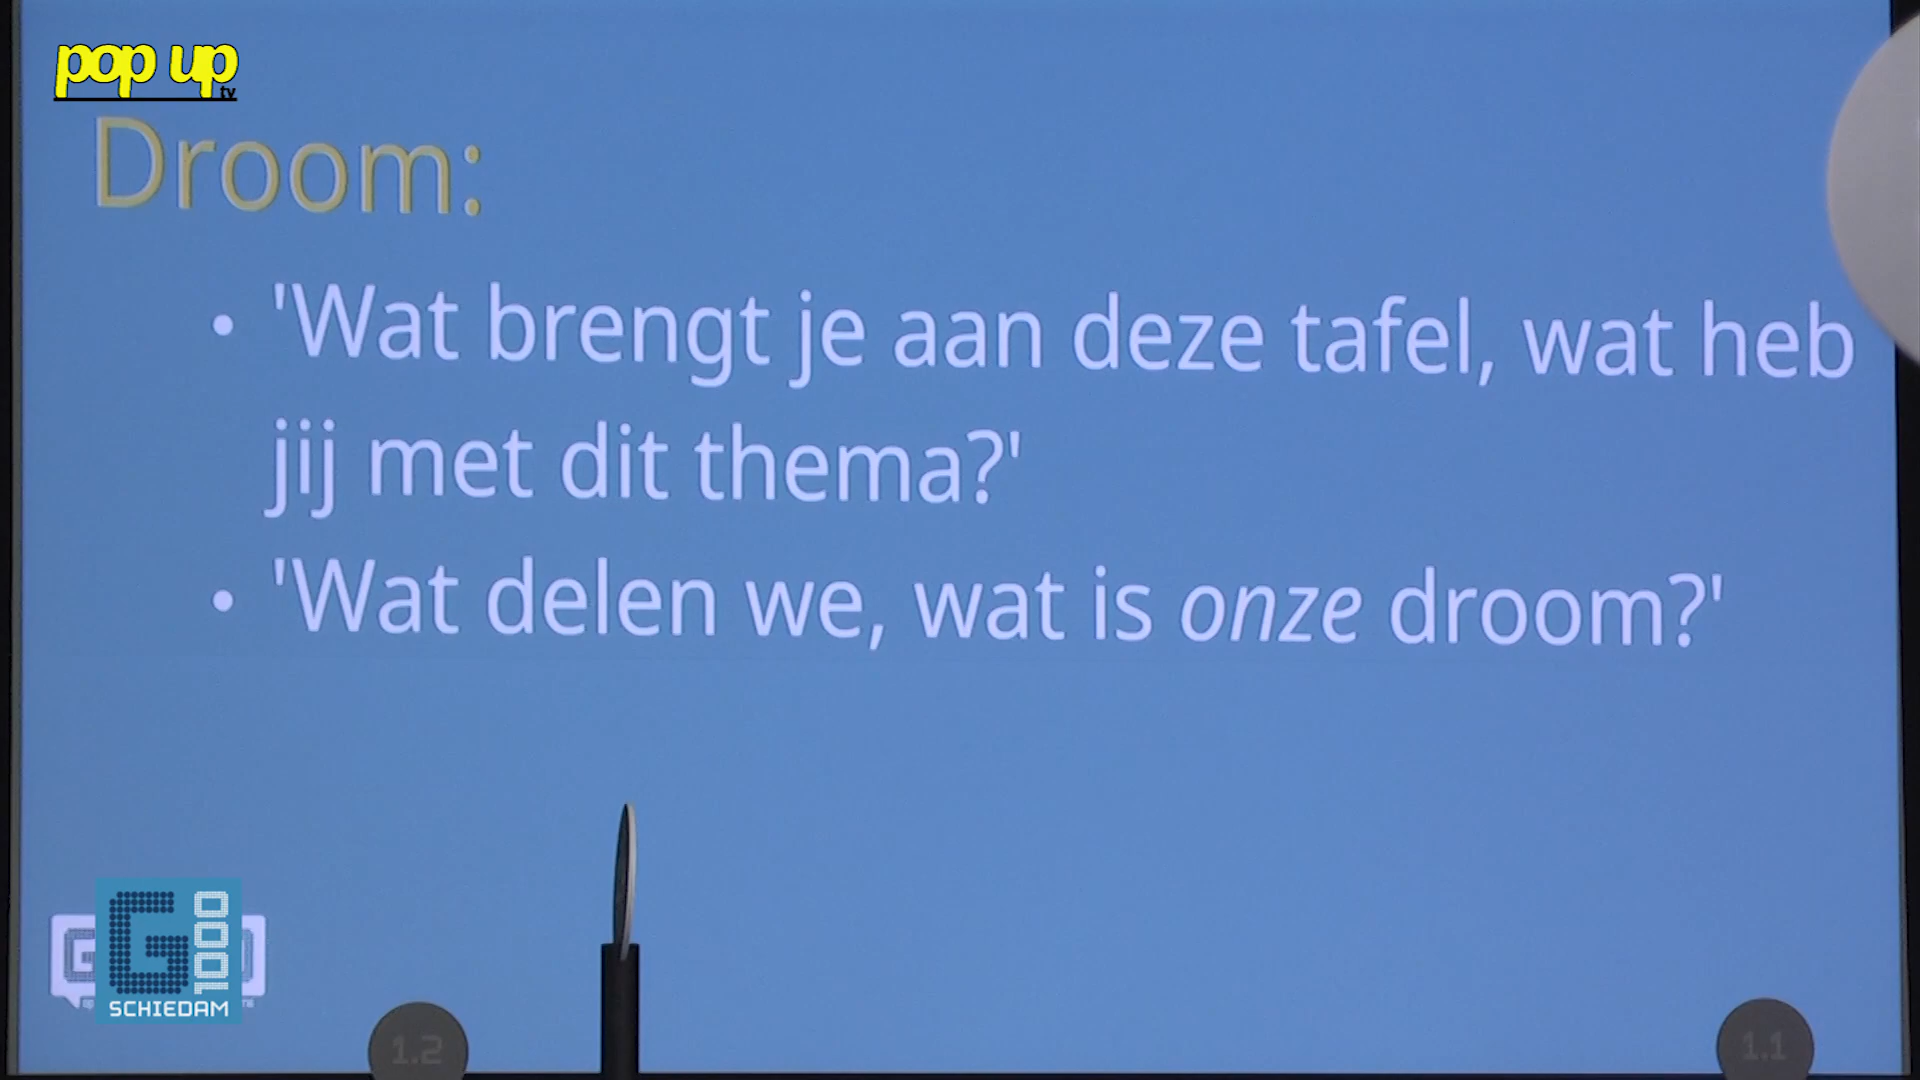 pop up
tv
Droom:
• 'Wat brengt je aan deze tafel, wat heb
jij met dit thema?'
• 'Wat delen we, wat is onze droom?'
G1000
SCHIEDAM
1.2
1.1